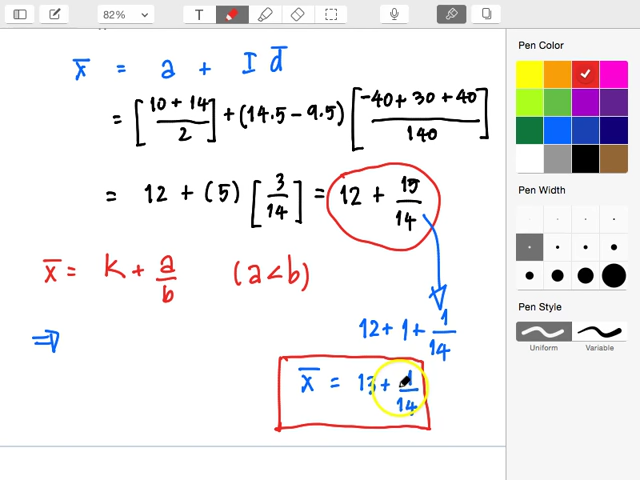 82%
T
x̄ = a + I d̄
= [10 + 14 / 2] + (14.5 − 9.5) [−40 + 30 + 40 / 140]
= 12 + (5) [3/14] = 12 + 15/14
x̄ = K + a/b (a < b)
12 + 1 + 1/14
⇒
x̄ = 13 + 1/14
Pen Color
Pen Width
Pen Style
Uniform Variable